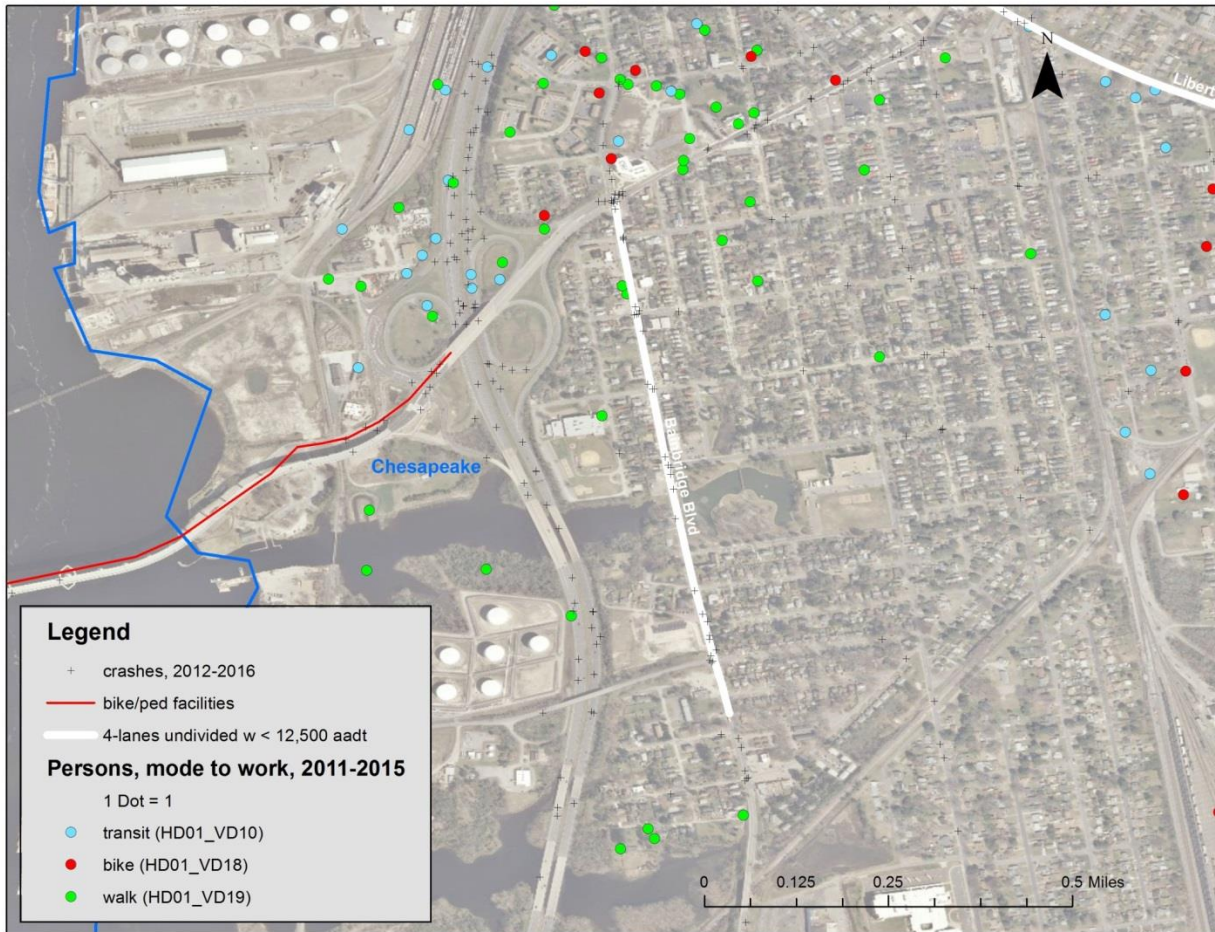 N
Libert
Chesapeake
Bainbridge Blvd
Legend
crashes, 2012-2016
bike/ped facilities
4-lanes undivided w < 12,500 aadt
Persons, mode to work, 2011-2015
1 Dot = 1
transit (HD01_VD10)
bike (HD01_VD18)
walk (HD01_VD19)
0 0.125 0.25 0.5 Miles